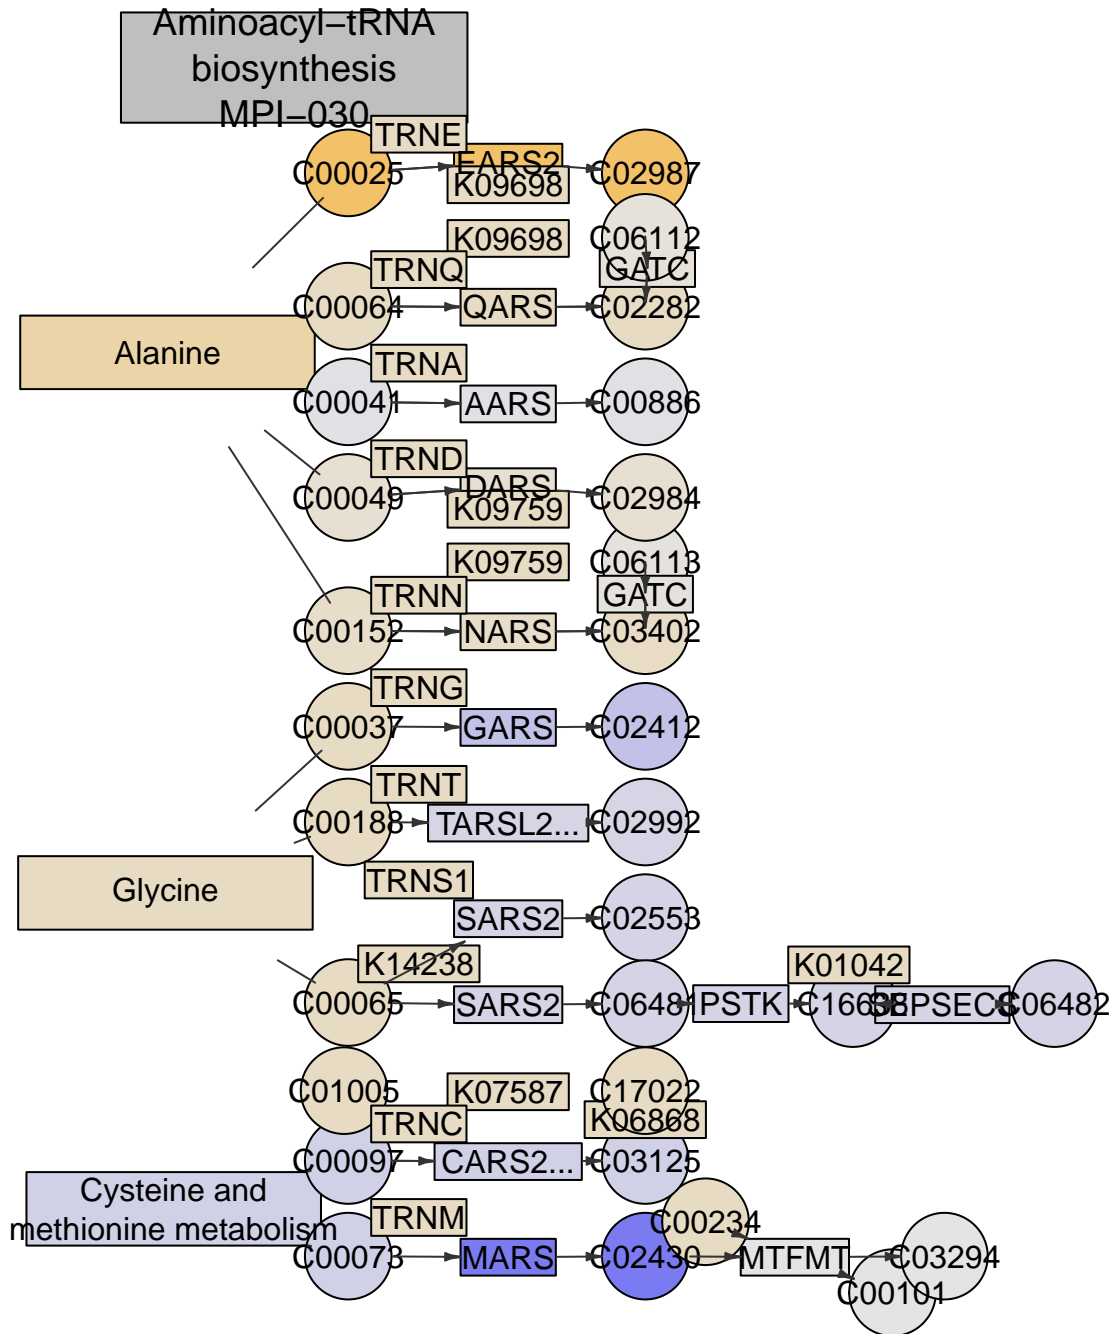 Aminoacyl−tRNA
biosynthesis
MPI−030
TRNE
C00025
EARS2
C02987
K09698
K09698
C06112
TRNQ
GATC
C00064
QARS
C02282
Alanine
TRNA
C00041
AARS
C00886
TRND
C00049
DARS
C02984
K09759
K09759
C06113
TRNN
GATC
C00152
NARS
C03402
TRNG
C00037
GARS
C02412
TRNT
C00188
TARSL2...
C02992
TRNS1
Glycine
SARS2
C02553
K14238
K01042
C00065
SARS2
C06481
PSTK
SEPSECS
C06482
C01005
K07587
C17022
TRNC
K06868
C00097
CARS2...
C03125
Cysteine and
methionine metabolism
TRNM
C00234
C00073
MARS
C02430
MTFMT
C03294
C00101